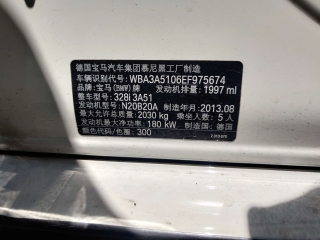 德国宝马汽车集团慕尼黑工厂制造
车辆识别代号: WBA3A5106EF975674
品牌: 宝马(BMW)牌 发动机排量: 1997 ml
车辆型号: 328i 3A51
发动机型号: N20B20A 制造年月: 2013.08
最大允许总质量: 2030 kg 乘坐人数: 5 人
发动机最大净功率: 180 kW 制造国: 德国
颜色代码/色圈: 300